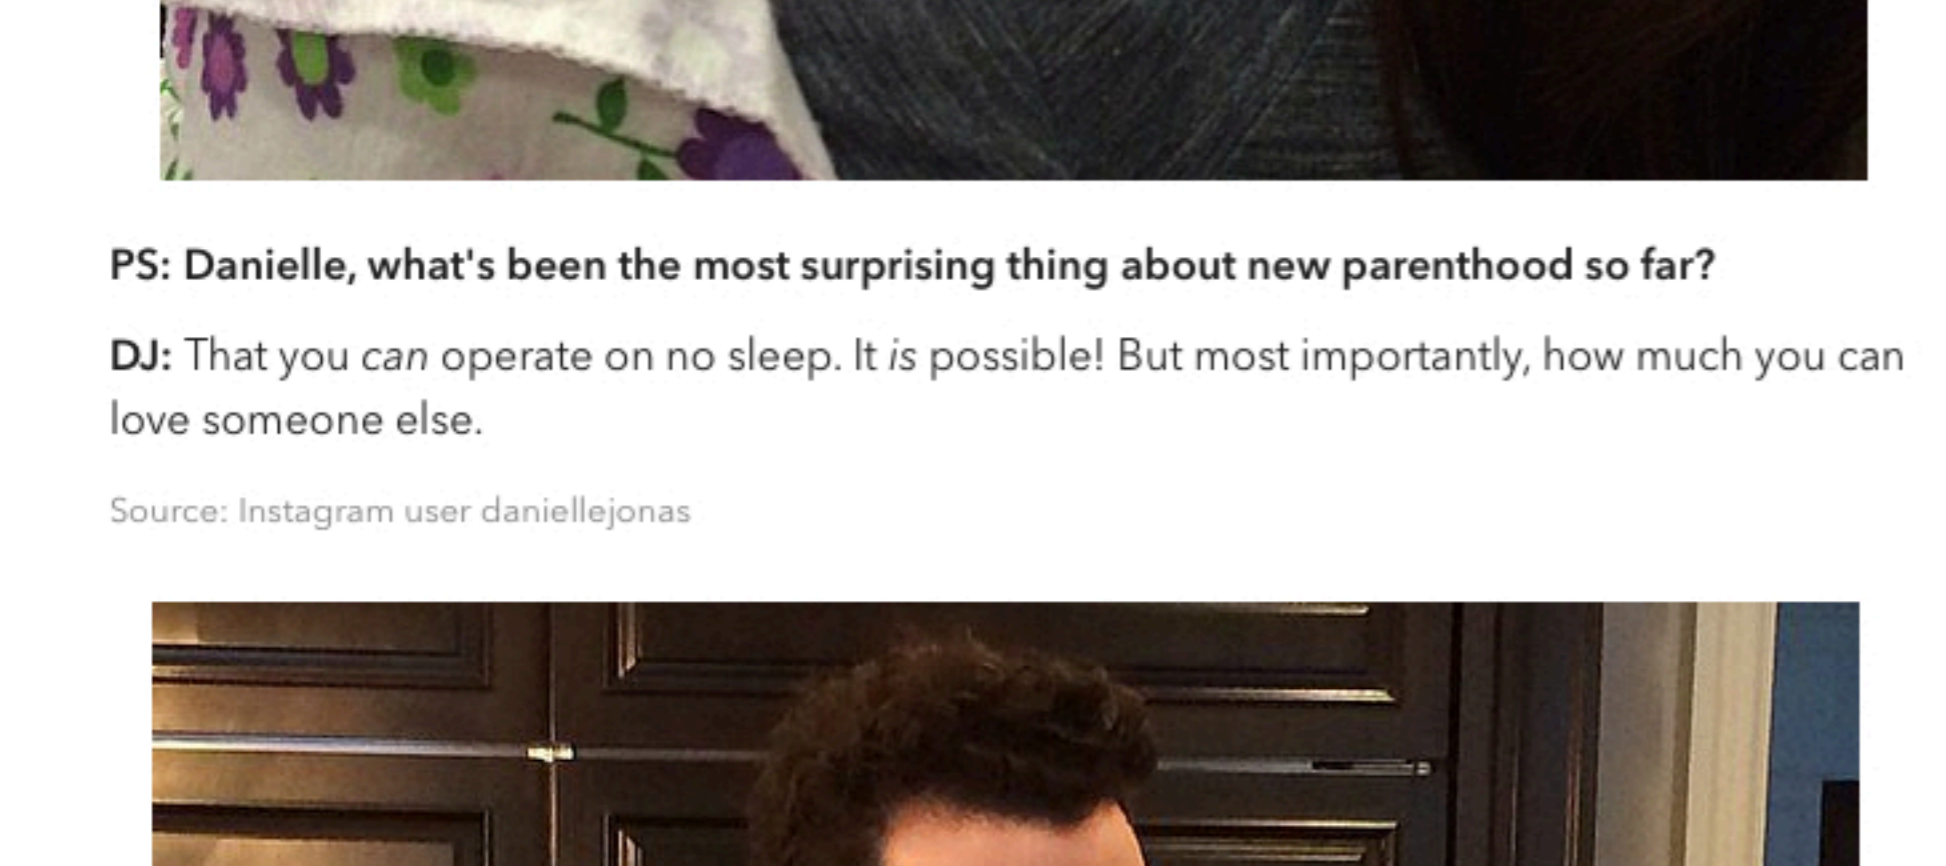 PS: Danielle, what's been the most surprising thing about new parenthood so far?
DJ: That you can operate on no sleep. It is possible! But most importantly, how much you can
love someone else.
Source: Instagram user daniellejonas